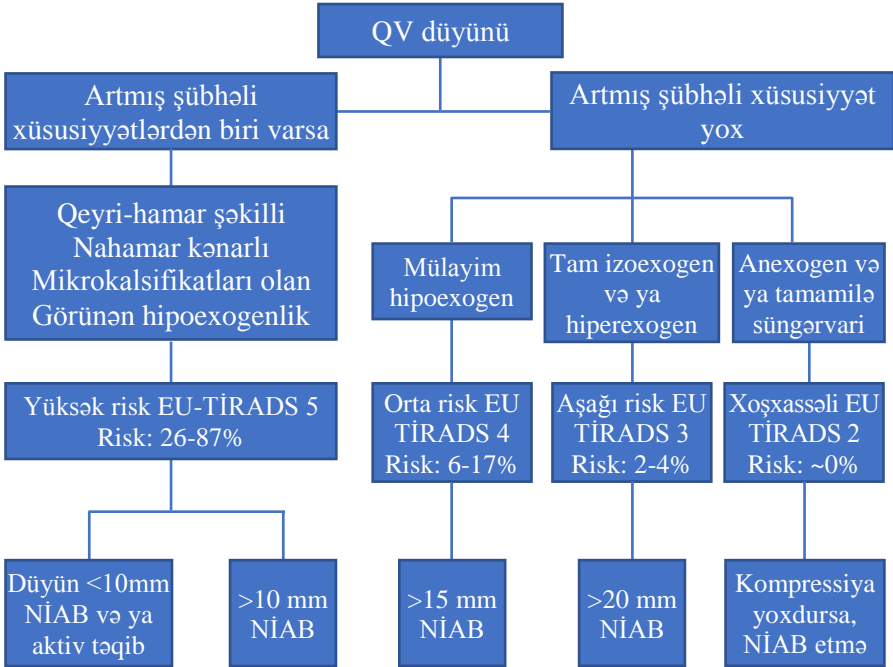 QV düyünü
Artmış şübhəli
xüsusiyyətlərdən biri varsa
Artmış şübhəli xüsusiyyət
yox
Qeyri-hamar şəkilli
Nahamar kənarlı
Mikrokalsifikatları olan
Görünən hipoexogenlik
Mülayim
hipoexogen
Tam izoexogen
və ya
hiperexogen
Anexogen və
ya tamamilə
süngərvari
Yüksək risk EU-TİRADS 5
Risk: 26-87%
Orta risk EU
TİRADS 4
Risk: 6-17%
Aşağı risk EU
TİRADS 3
Risk: 2-4%
Xoşxassəli EU
TİRADS 2
Risk: ~0%
Düyün <10mm
NİAB və ya
aktiv təqib
>10 mm
NİAB
>15 mm
NİAB
>20 mm
NİAB
Kompressiya
yoxdursa,
NİAB etmə